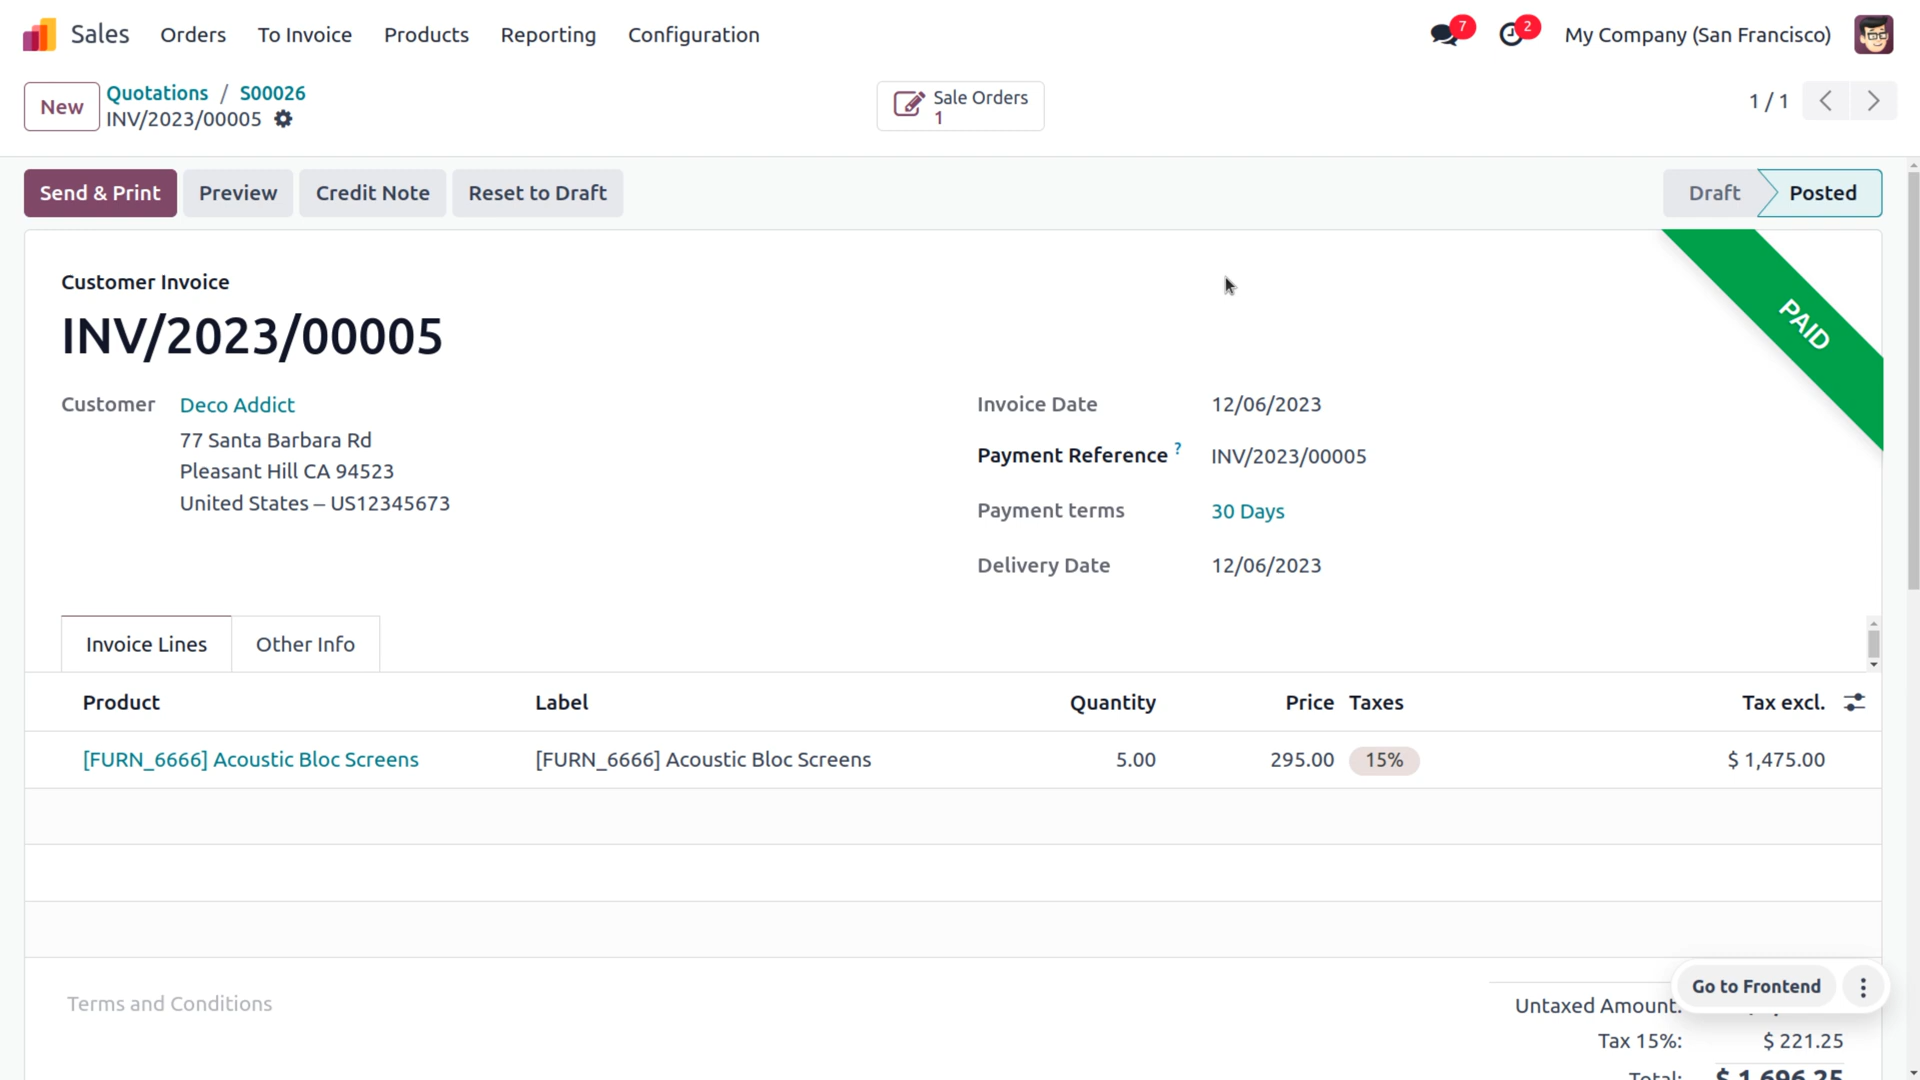 Sales Orders To Invoice Products Reporting Configuration 7 2 My Company (San Francisco)
New Quotations / S00026
INV/2023/00005
Sale Orders
1
1 / 1
Send & Print Preview Credit Note Reset to Draft Draft Posted
PAID
Customer Invoice
INV/2023/00005
Customer Deco Addict
77 Santa Barbara Rd
Pleasant Hill CA 94523
United States – US12345673
Invoice Date 12/06/2023
Payment Reference ? INV/2023/00005
Payment terms 30 Days
Delivery Date 12/06/2023
Invoice Lines Other Info
Product Label Quantity Price Taxes Tax excl.
[FURN_6666] Acoustic Bloc Screens [FURN_6666] Acoustic Bloc Screens 5.00 295.00 15% $ 1,475.00
Go to Frontend
Terms and Conditions
Untaxed Amount:
Tax 15%: $ 221.25
Total: $ 1,696.25